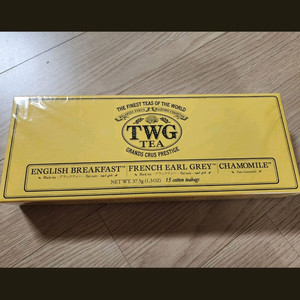 THE FINEST TEAS OF THE WORLD
TWG
TEA
GRANDS CRUS PRESTIGE
ENGLISH BREAKFAST™ FRENCH EARL GREY™ CHAMOMILE™
NET WT. 37.5g (1.3OZ) 15 cotton teabags